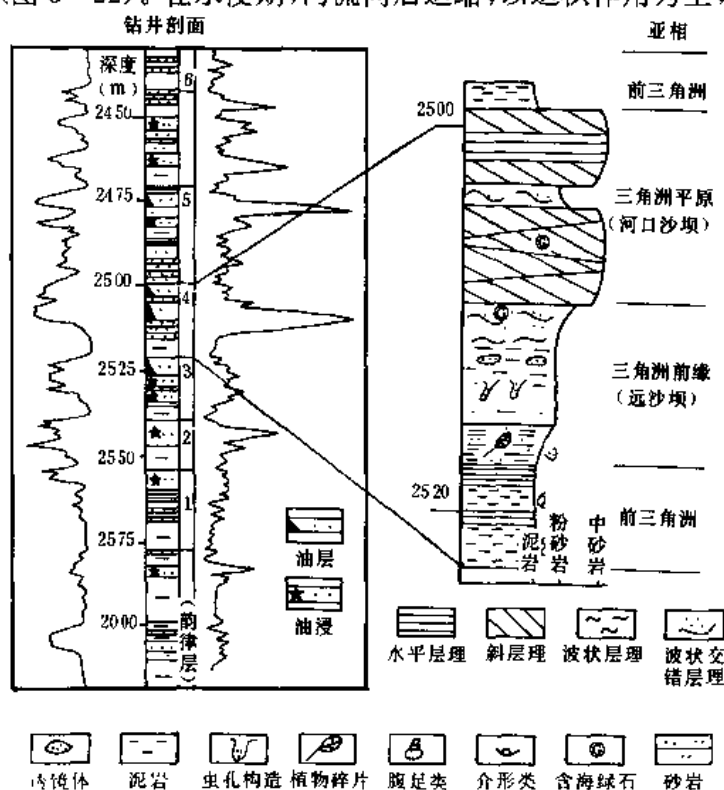 钻井剖面
深度
(m)
2450
2475
2500
2525
2550
2575
2000
6
5
4
3
2
1
(韵律层)
油层
油浸
亚相
前三角洲
三角洲平原
(河口沙坝)
三角洲前缘
(远沙坝)
前三角洲
2500
2520
泥岩
粉砂岩
中砂岩
水平层理
斜层理
波状层理
波状交
错层理
透镜体
泥岩
虫孔构造
植物碎片
腹足类
介形类
含海绿石
砂岩